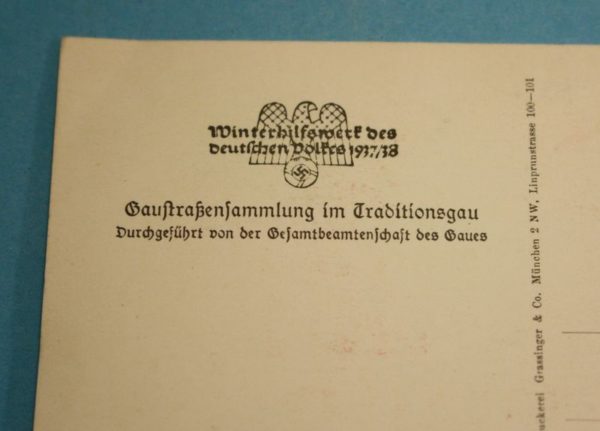 Winterhilfswerk des
deutschen Volkes 1937/38
Gaustraßensammlung im Traditionsgau
Durchgeführt von der Gesamtbeamtenschaft des Gaues
uckerei Grassinger & Co. München 2 NW, Linprunstrasse 100—101